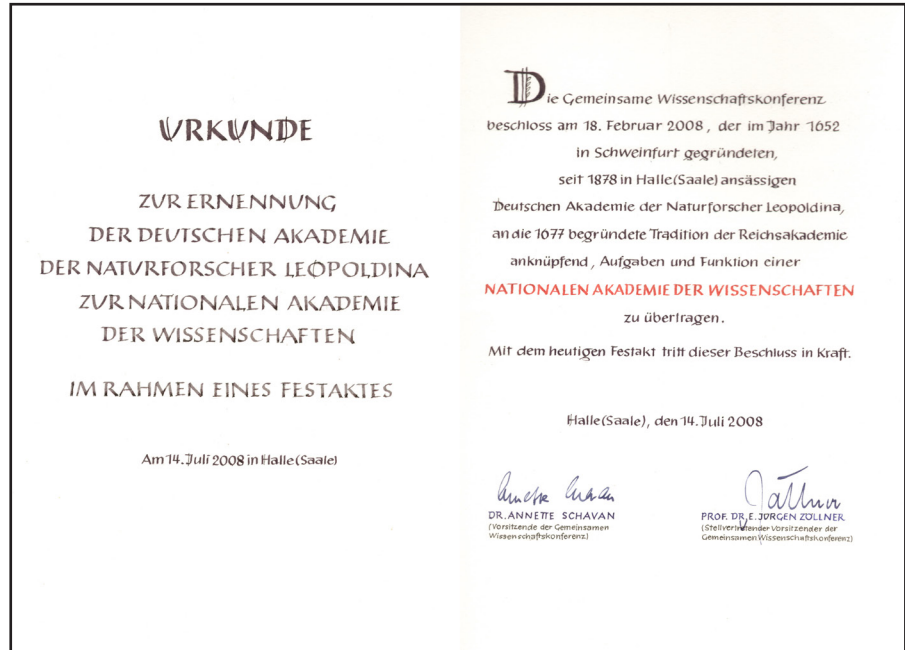 URKUNDE
ZUR ERNENNUNG
DER DEUTSCHEN AKADEMIE
DER NATURFORSCHER LEOPOLDINA
ZUR NATIONALEN AKADEMIE
DER WISSENSCHAFTEN
IM RAHMEN EINES FESTAKTES
Am 14. Juli 2008 in Halle (Saale)
Die Gemeinsame Wissenschaftskonferenz
beschloss am 18. Februar 2008, der im Jahr 1652
in Schweinfurt gegründeten,
seit 1878 in Halle (Saale) ansässigen
Deutschen Akademie der Naturforscher Leopoldina,
an die 1677 begründete Tradition der Reichsakademie
anknüpfend, Aufgaben und Funktion einer
NATIONALEN AKADEMIE DER WISSENSCHAFTEN
zu übertragen.
Mit dem heutigen Festakt tritt dieser Beschluss in Kraft.
Halle (Saale), den 14. Juli 2008
Annette Schavan
DR. ANNETTE SCHAVAN
(Vorsitzende der Gemeinsamen
Wissenschaftskonferenz)
Zöllner
PROF. DR. E. JÜRGEN ZÖLLNER
(Stellvertretender Vorsitzender der
Gemeinsamen Wissenschaftskonferenz)